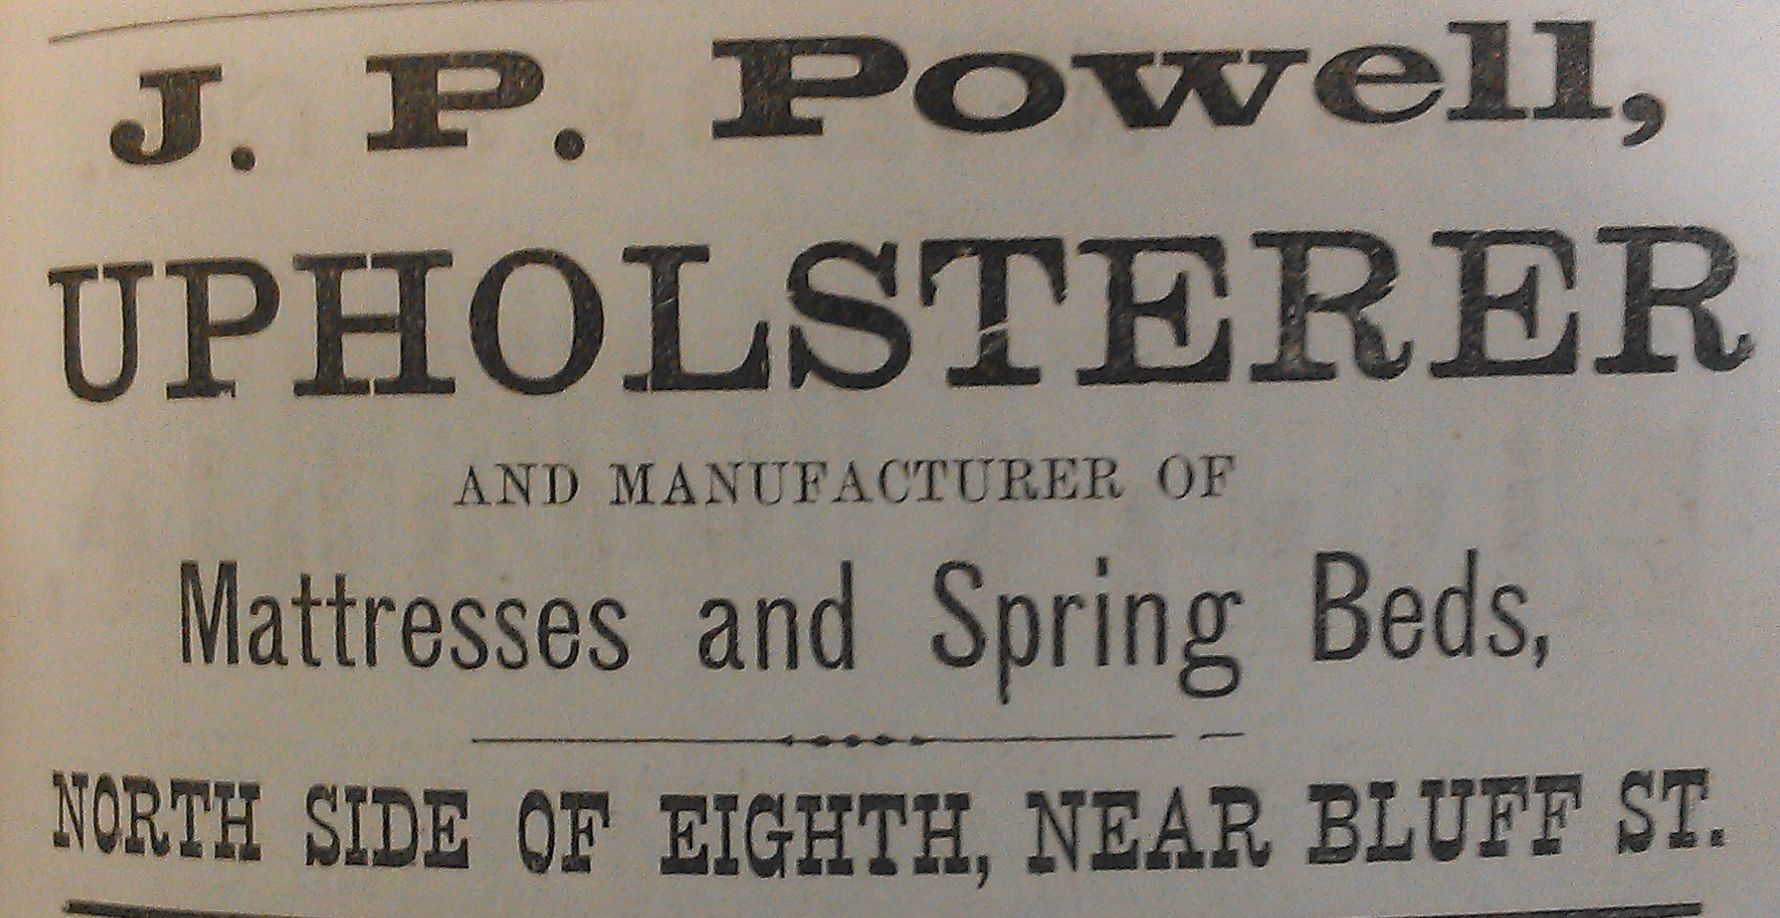 J. P. Powell,
UPHOLSTERER
AND MANUFACTURER OF
Mattresses and Spring Beds,
NORTH SIDE OF EIGHTH, NEAR BLUFF ST.